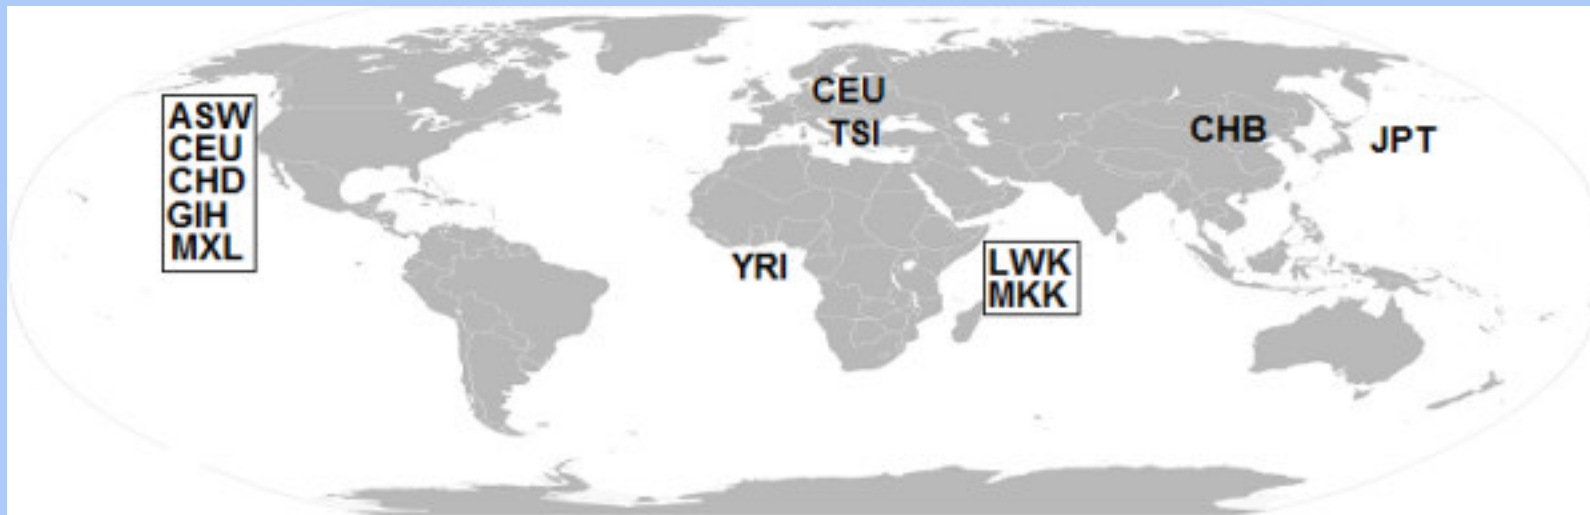 ASW
CEU
CHD
GIH
MXL
CEU
TSI
CHB
JPT
YRI
LWK
MKK